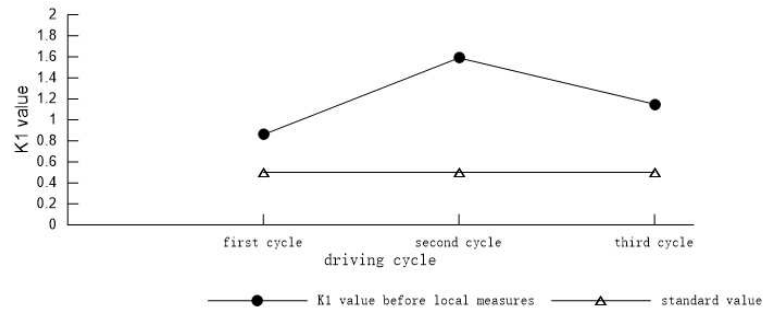 2
1.8
1.6
1.4
1.2
1
0.8
0.6
0.4
0.2
0
K1 value
first cycle second cycle third cycle
driving cycle
K1 value before local measures standard value